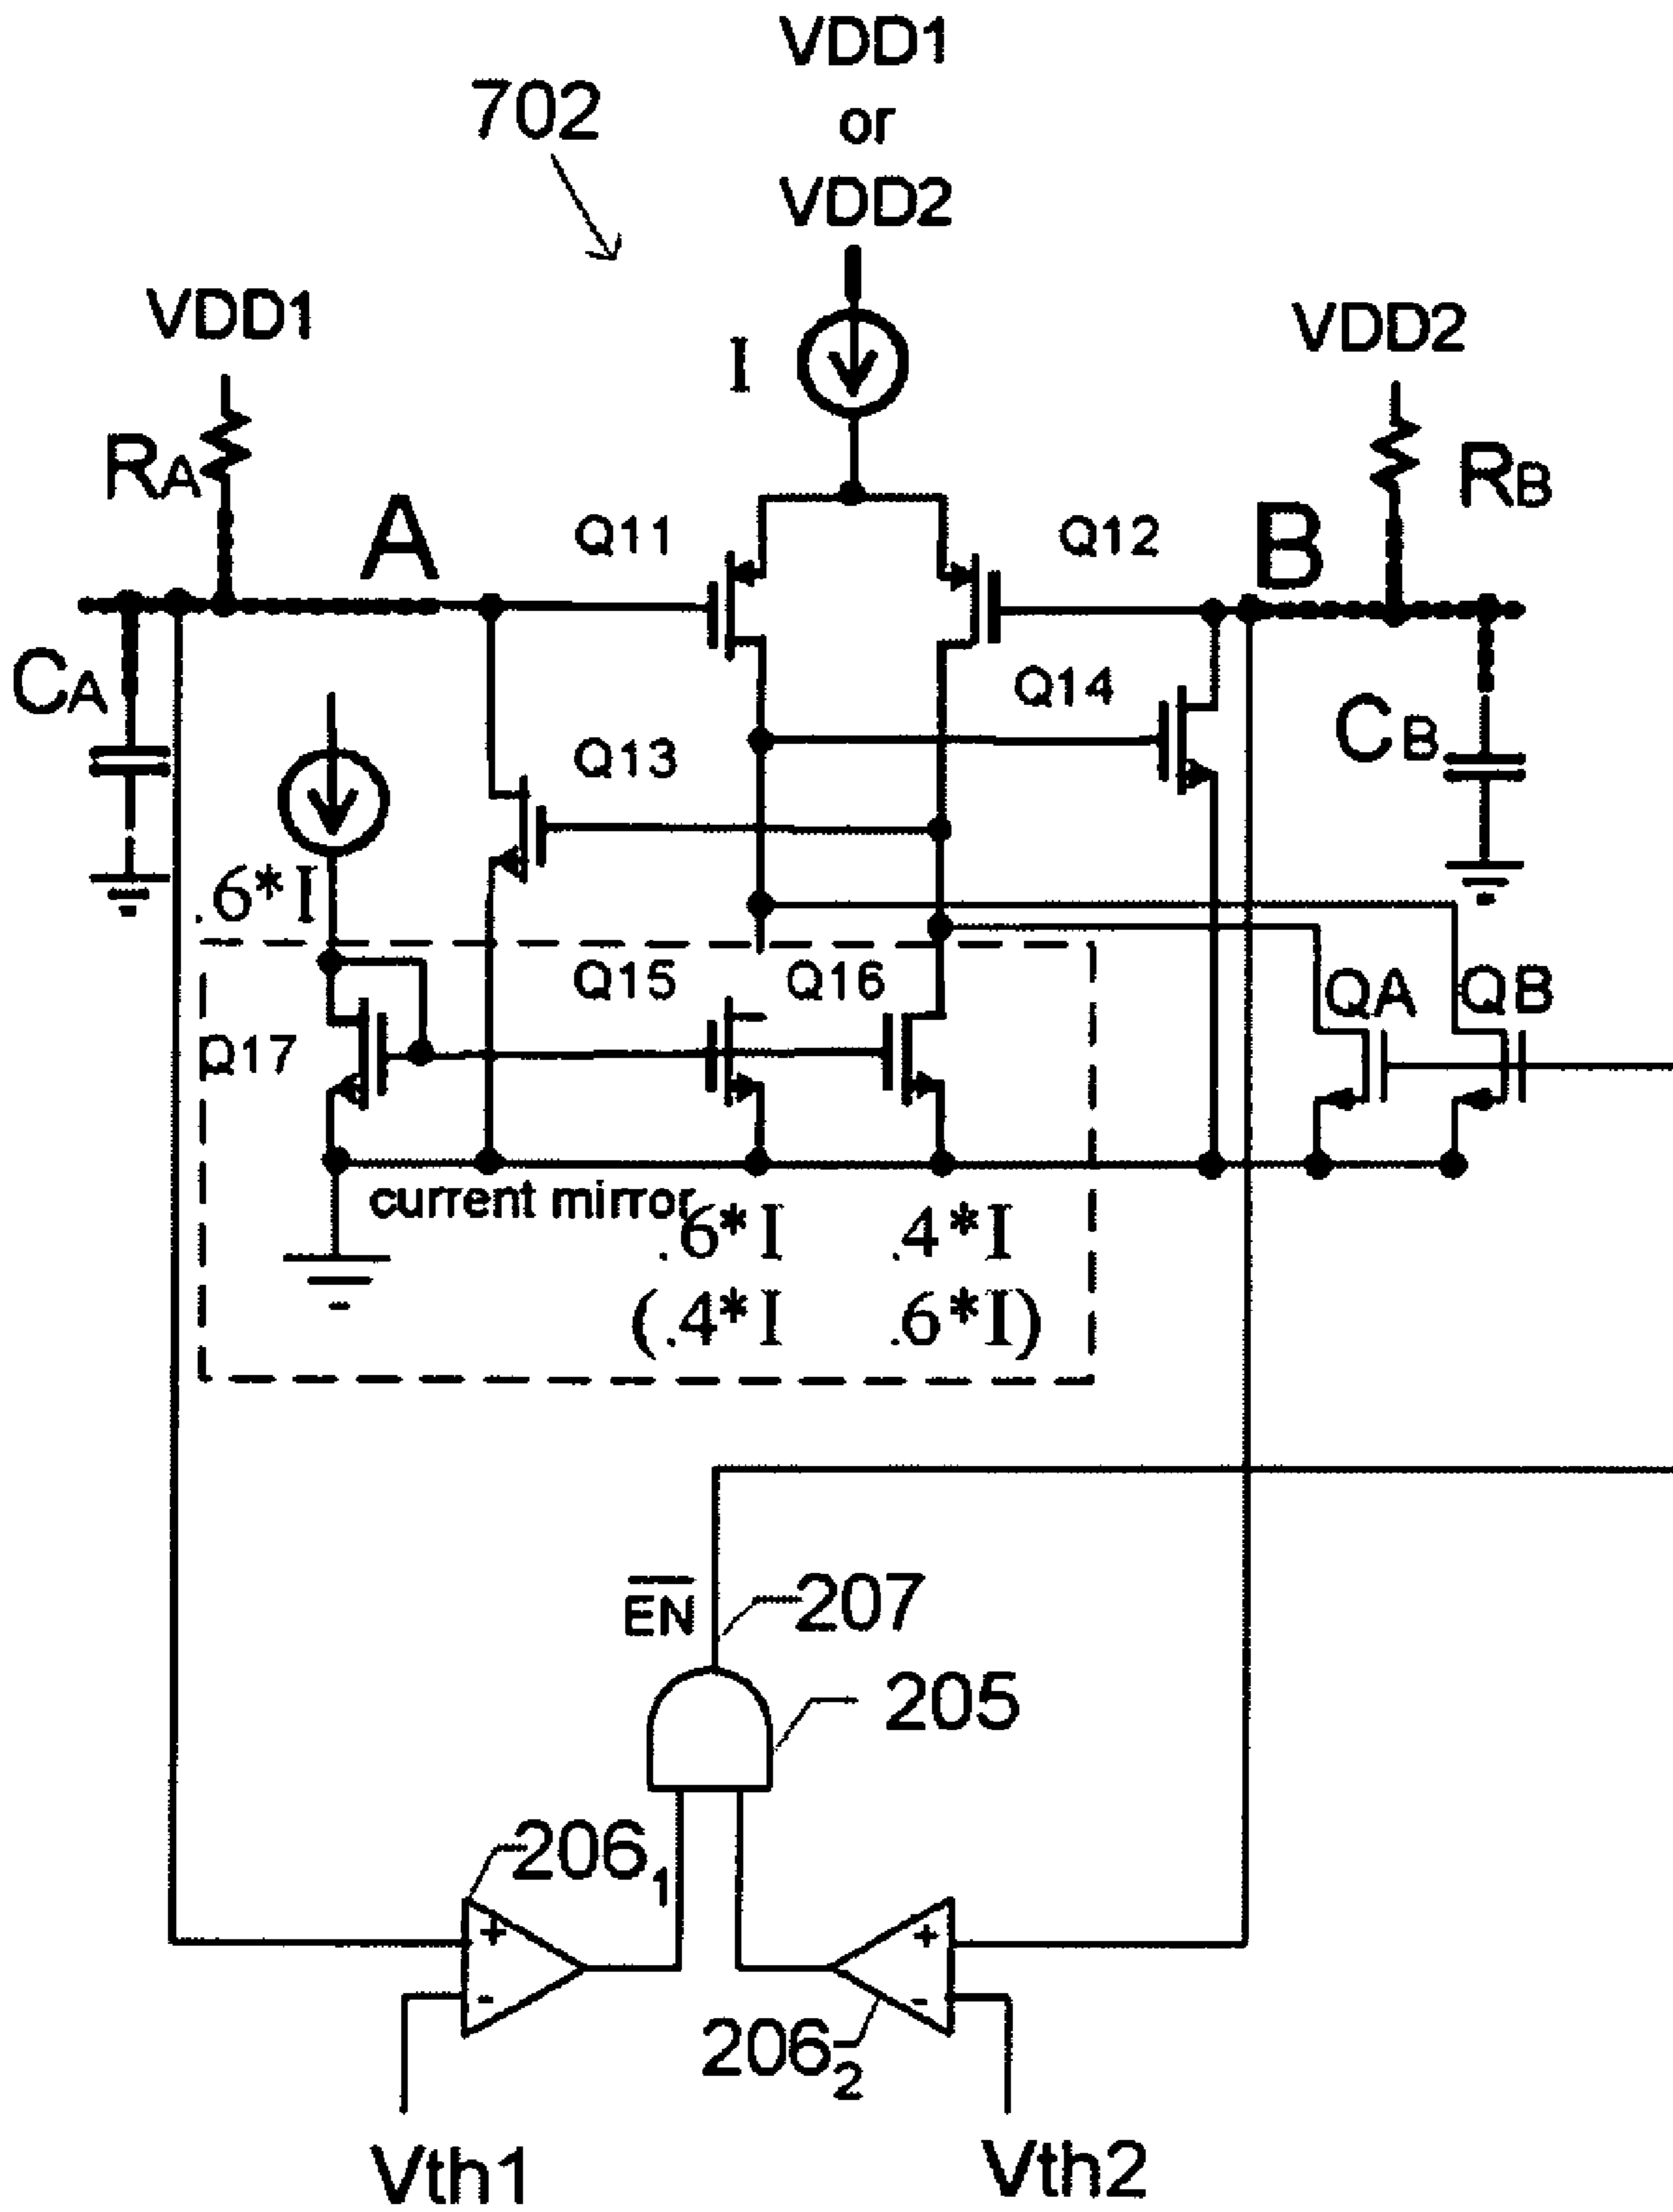 VDD1
or
VDD2
702
VDD1
I
VDD2
RA
A
Q11
Q12
B
RB
CA
Q14
CB
Q13
.6*I
Q15
Q16
QA
QB
Q17
current mirror
.6*I
.4*I
(.4*I
.6*I)
EN
207
205
206₁
+
-
+
-
206₂
Vth1
Vth2